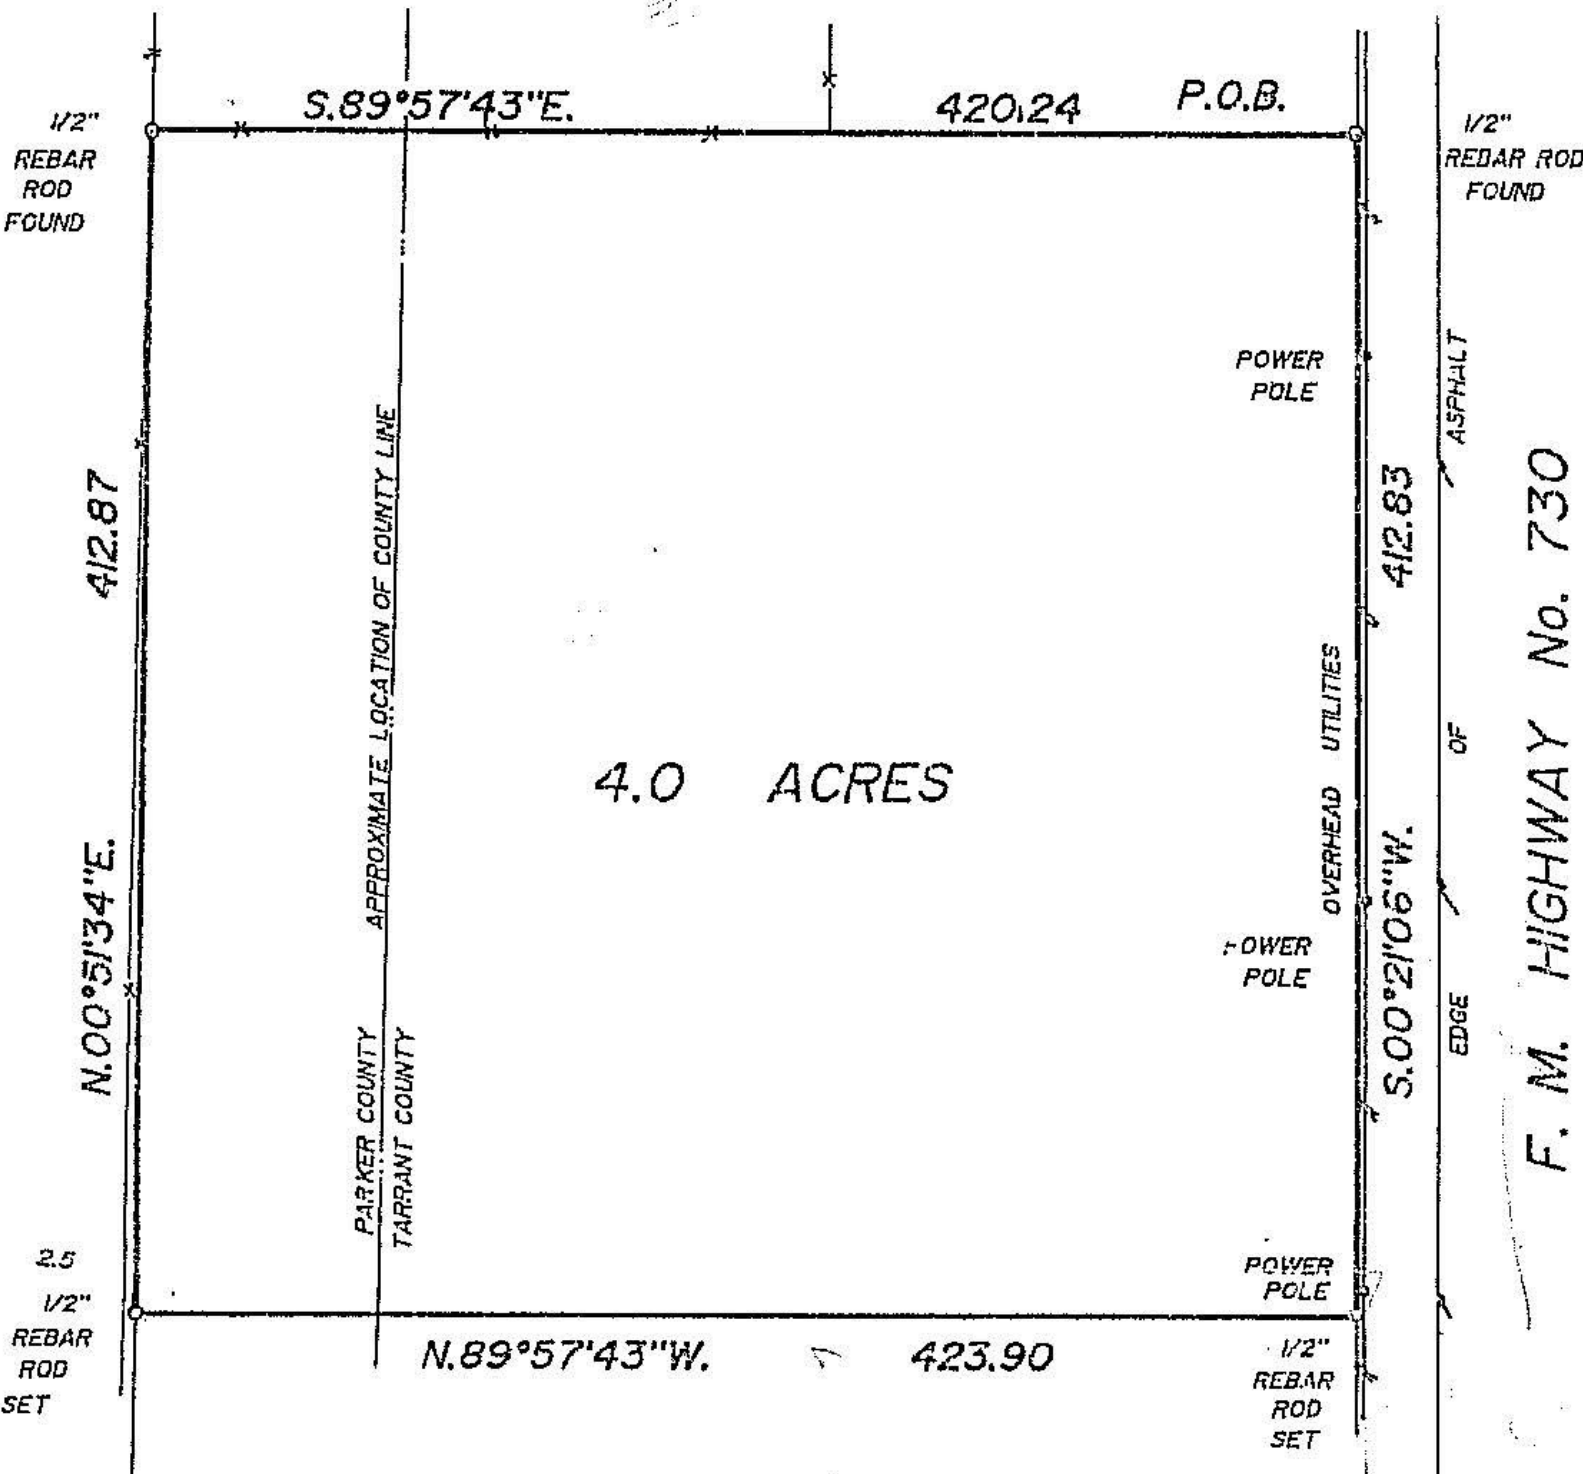 S.89°57'43"E.
420.24
P.O.B.
1/2"
REBAR
ROD
FOUND
1/2"
REBAR ROD
FOUND
POWER
POLE
ASPHALT
412.87
APPROXIMATE LOCATION OF COUNTY LINE
412.83
F. M. HIGHWAY No. 730
OVERHEAD UTILITIES
OF
4.0 ACRES
N.00°51'34"E.
S.00°21'06"W.
POWER
POLE
EDGE
PARKER COUNTY
TARRANT COUNTY
2.5
1/2"
REBAR
ROD
SET
POWER
POLE
N.89°57'43"W.
423.90
1/2"
REBAR
ROD
SET